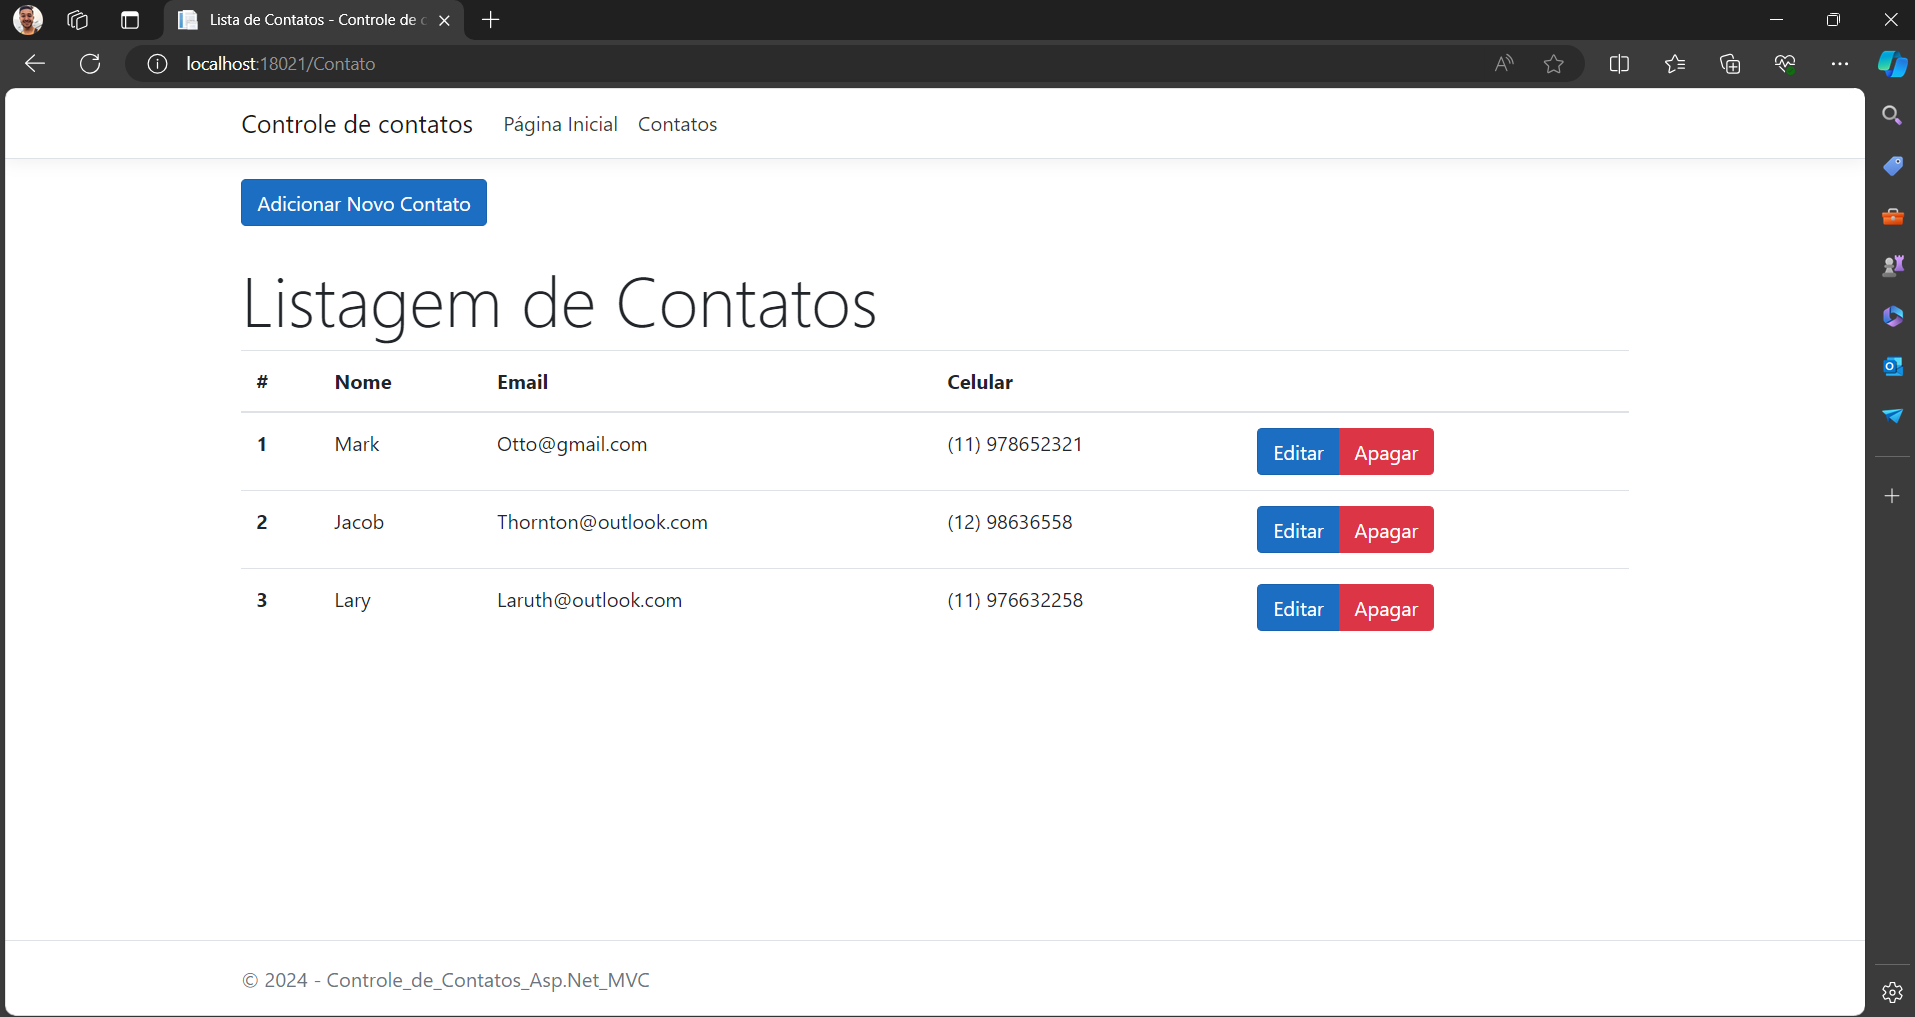 Lista de Contatos - Controle de c
localhost:18021/Contato
Controle de contatos Página Inicial Contatos
Adicionar Novo Contato
Listagem de Contatos
# Nome Email Celular
1 Mark Otto@gmail.com (11) 978652321 Editar Apagar
2 Jacob Thornton@outlook.com (12) 98636558 Editar Apagar
3 Lary Laruth@outlook.com (11) 976632258 Editar Apagar
© 2024 - Controle_de_Contatos_Asp.Net_MVC